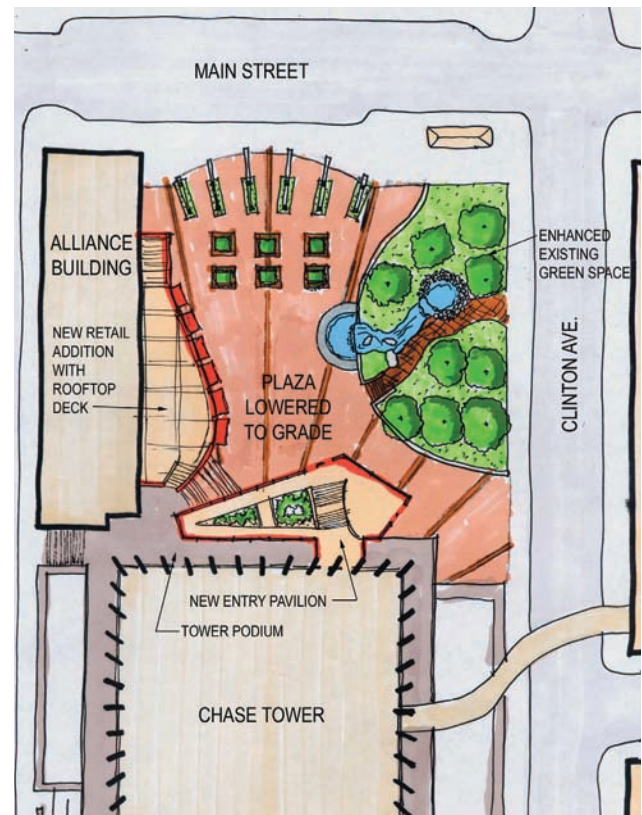 MAIN STREET
ALLIANCE
BUILDING
ENHANCED
EXISTING
GREEN SPACE
NEW RETAIL
ADDITION
WITH
ROOFTOP
DECK
CLINTON AVE.
PLAZA
LOWERED
TO GRADE
NEW ENTRY PAVILION
TOWER PODIUM
CHASE TOWER